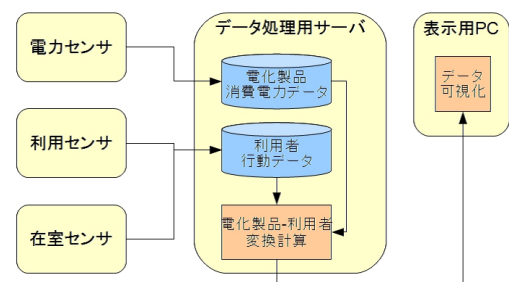 電力センサ
利用センサ
在室センサ
データ処理用サーバ
電化製品
消費電力データ
利用者
行動データ
電化製品-利用者
変換計算
表示用PC
データ
可視化